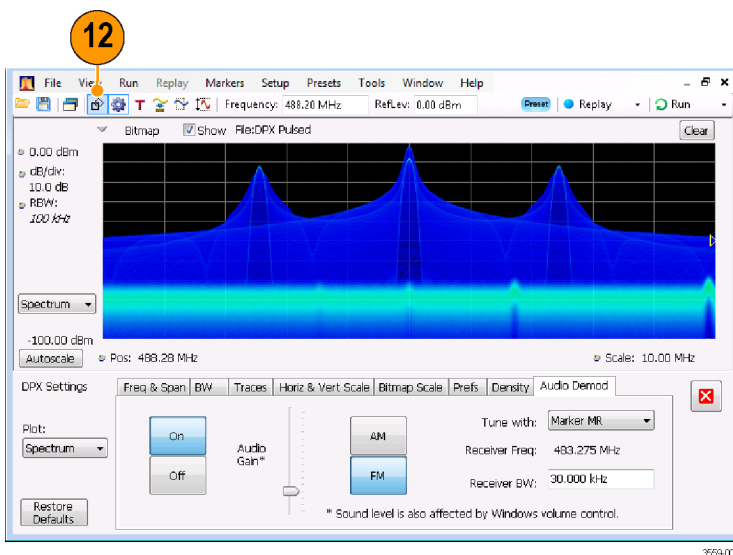 12
File View Run Replay Markers Setup Presets Tools Window Help
T Frequency: 488.20 MHz RefLev: 0.00 dBm Preset Replay Run
Bitmap Show File:DPX Pulsed Clear
0.00 dBm
dB/div:
10.0 dB
RBW:
100 kHz
Spectrum
-100.00 dBm
Autoscale Pos: 488.28 MHz Scale: 10.00 MHz
DPX Settings Freq & Span BW Traces Horiz & Vert Scale Bitmap Scale Prefs Density Audio Demod
Plot:
Spectrum
On
Off
Audio
Gain*
AM
FM
Tune with: Marker MR
Receiver Freq: 483.275 MHz
Receiver BW: 30.000 kHz
* Sound level is also affected by Windows volume control.
Restore
Defaults